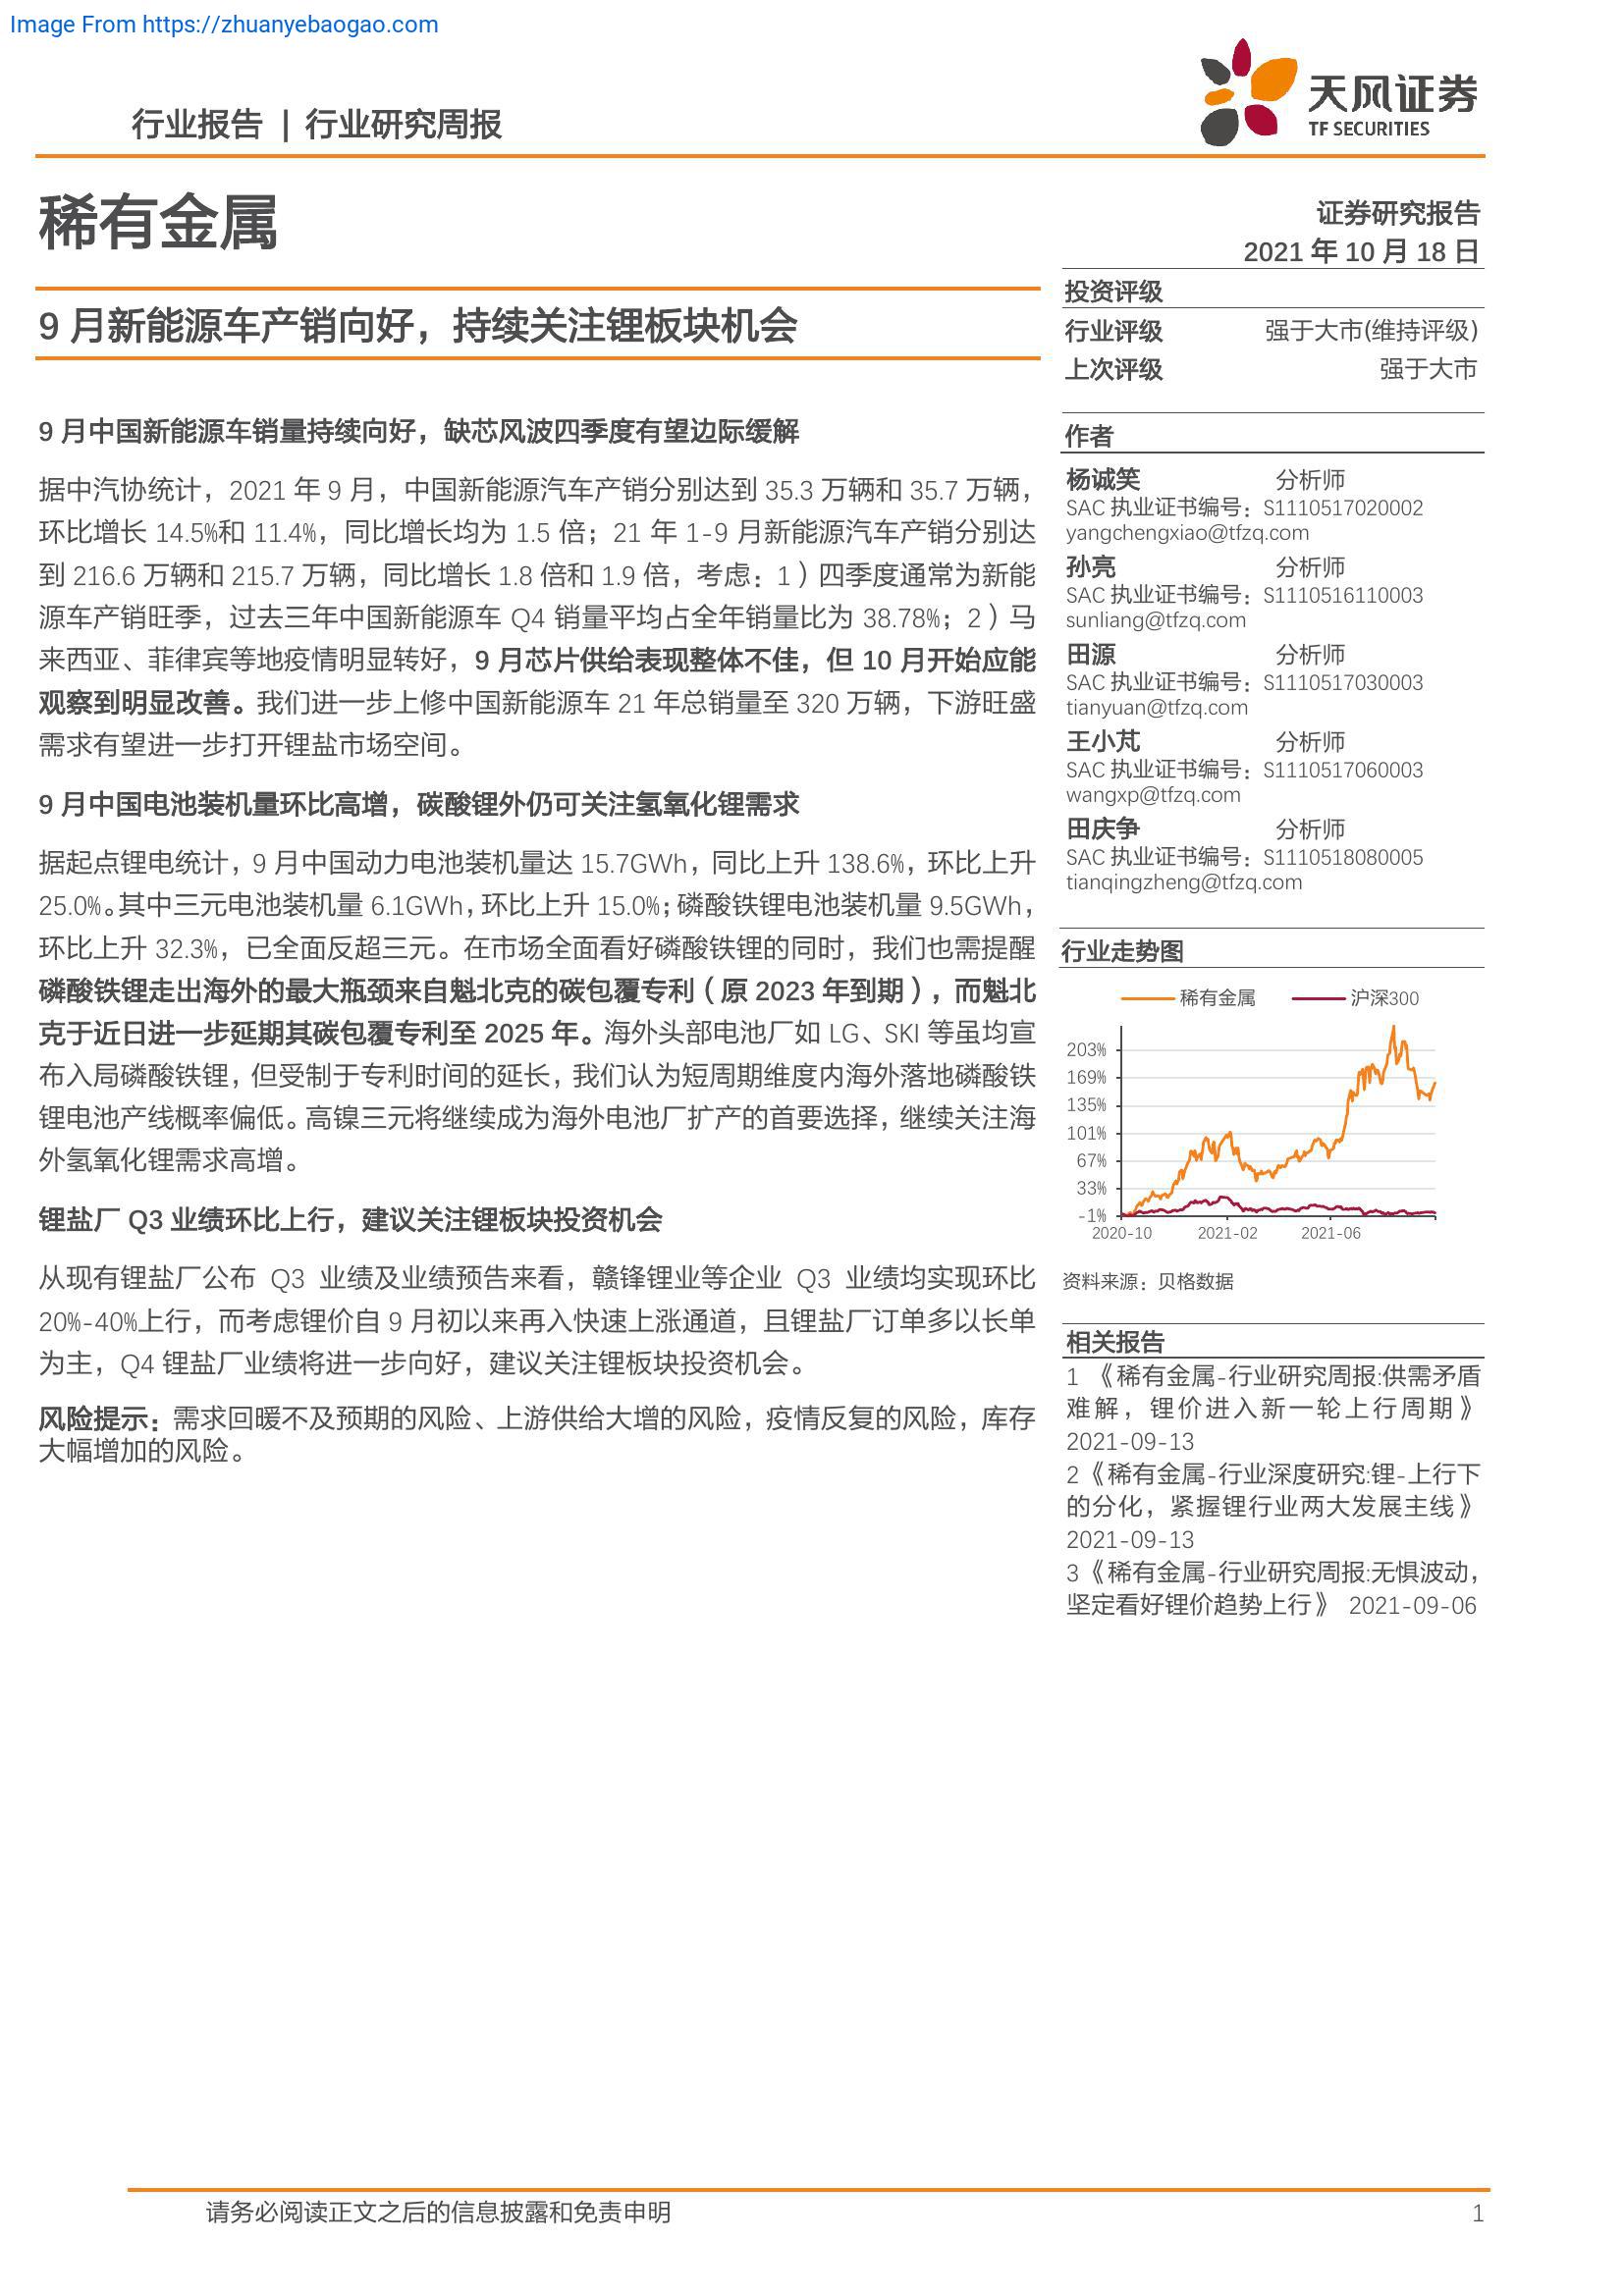 Image From https://zhuanyebaogao.com
行业报告 | 行业研究周报
天风证券
TF SECURITIES
稀有金属
证券研究报告
2021 年 10 月 18 日
9 月新能源车产销向好，持续关注锂板块机会
9 月中国新能源车销量持续向好，缺芯风波四季度有望边际缓解
据中汽协统计，2021 年 9 月，中国新能源汽车产销分别达到 35.3 万辆和 35.7 万辆，
环比增长 14.5%和 11.4%，同比增长均为 1.5 倍；21 年 1-9 月新能源汽车产销分别达
到 216.6 万辆和 215.7 万辆，同比增长 1.8 倍和 1.9 倍，考虑：1）四季度通常为新能
源车产销旺季，过去三年中国新能源车 Q4 销量平均占全年销量比为 38.78%；2）马
来西亚、菲律宾等地疫情明显转好，9 月芯片供给表现整体不佳，但 10 月开始应能
观察到明显改善。我们进一步上修中国新能源车 21 年总销量至 320 万辆，下游旺盛
需求有望进一步打开锂盐市场空间。
9 月中国电池装机量环比高增，碳酸锂外仍可关注氢氧化锂需求
据起点锂电统计，9 月中国动力电池装机量达 15.7GWh，同比上升 138.6%，环比上升
25.0%。其中三元电池装机量 6.1GWh，环比上升 15.0%；磷酸铁锂电池装机量 9.5GWh，
环比上升 32.3%，已全面反超三元。在市场全面看好磷酸铁锂的同时，我们也需提醒
磷酸铁锂走出海外的最大瓶颈来自魁北克的碳包覆专利（原 2023 年到期），而魁北
克于近日进一步延期其碳包覆专利至 2025 年。海外头部电池厂如 LG、SKI 等虽均宣
布入局磷酸铁锂，但受制于专利时间的延长，我们认为短周期维度内海外落地磷酸铁
锂电池产线概率偏低。高镍三元将继续成为海外电池厂扩产的首要选择，继续关注海
外氢氧化锂需求高增。
锂盐厂 Q3 业绩环比上行，建议关注锂板块投资机会
从现有锂盐厂公布 Q3 业绩及业绩预告来看，赣锋锂业等企业 Q3 业绩均实现环比
20%-40%上行，而考虑锂价自 9 月初以来再入快速上涨通道，且锂盐厂订单多以长单
为主，Q4 锂盐厂业绩将进一步向好，建议关注锂板块投资机会。
风险提示：需求回暖不及预期的风险、上游供给大增的风险，疫情反复的风险，库存
大幅增加的风险。
投资评级
行业评级 强于大市(维持评级)
上次评级 强于大市
作者
杨诚笑 分析师
SAC 执业证书编号：S1110517020002
yangchengxiao@tfzq.com
孙亮 分析师
SAC 执业证书编号：S1110516110003
sunliang@tfzq.com
田源 分析师
SAC 执业证书编号：S1110517030003
tianyuan@tfzq.com
王小芃 分析师
SAC 执业证书编号：S1110517060003
wangxp@tfzq.com
田庆争 分析师
SAC 执业证书编号：S1110518080005
tianqingzheng@tfzq.com
行业走势图
稀有金属 沪深300
203%
169%
135%
101%
67%
33%
-1%
2020-10 2021-02 2021-06
资料来源：贝格数据
相关报告
1 《稀有金属-行业研究周报:供需矛盾
难解，锂价进入新一轮上行周期》
2021-09-13
2《稀有金属-行业深度研究:锂-上行下
的分化，紧握锂行业两大发展主线》
2021-09-13
3《稀有金属-行业研究周报:无惧波动，
坚定看好锂价趋势上行》 2021-09-06
请务必阅读正文之后的信息披露和免责申明 1